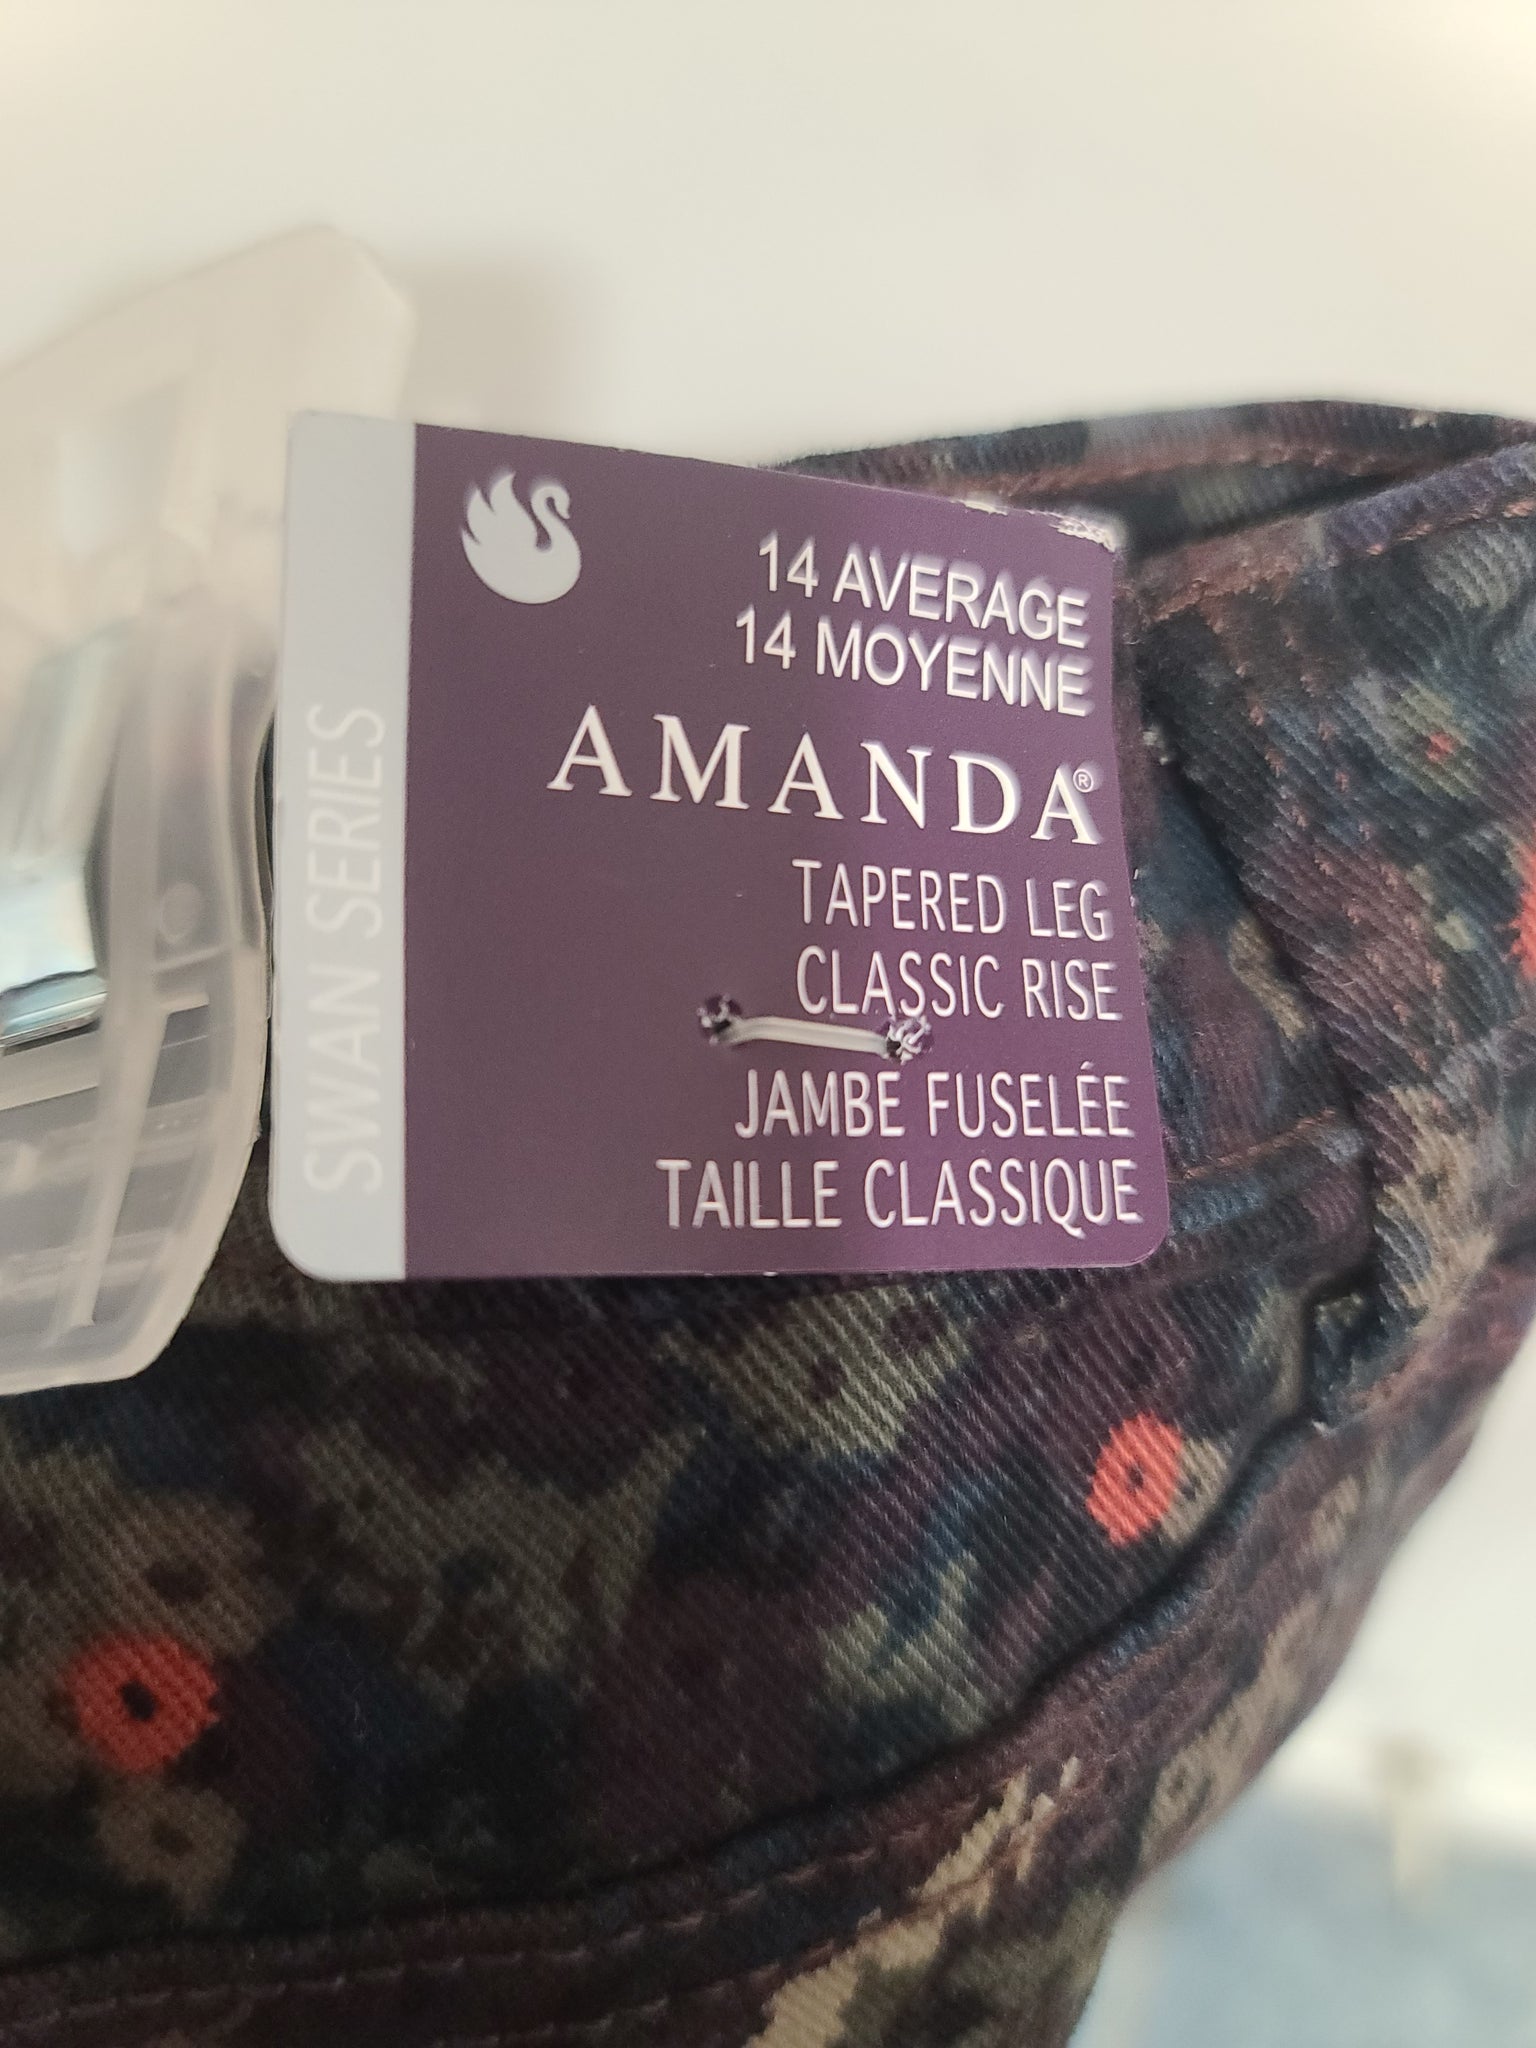 14 AVERAGE
14 MOYENNE
AMANDA®
TAPERED LEG
CLASSIC RISE
JAMBE FUSELÉE
TAILLE CLASSIQUE
SWAN SERIES